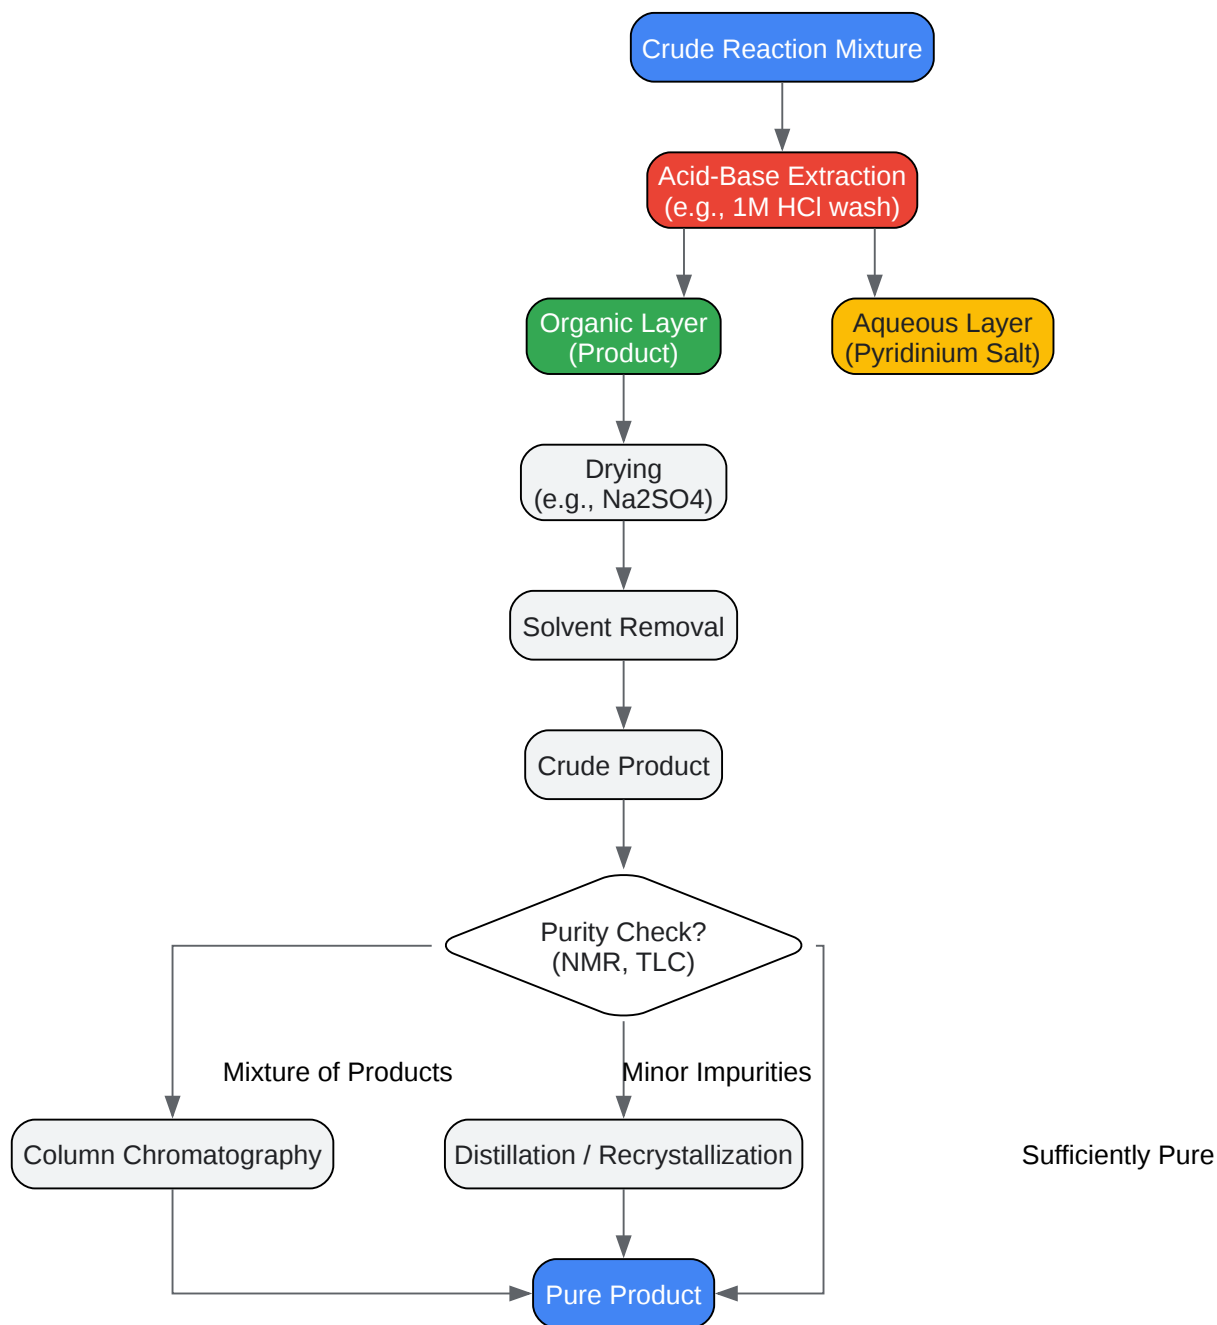 Crude Reaction Mixture
Acid-Base Extraction
(e.g., 1M HCl wash)
Organic Layer
(Product)
Aqueous Layer
(Pyridinium Salt)
Drying
(e.g., Na2SO4)
Solvent Removal
Crude Product
Purity Check?
(NMR, TLC)
Mixture of Products
Minor Impurities
Column Chromatography
Distillation / Recrystallization
Sufficiently Pure
Pure Product